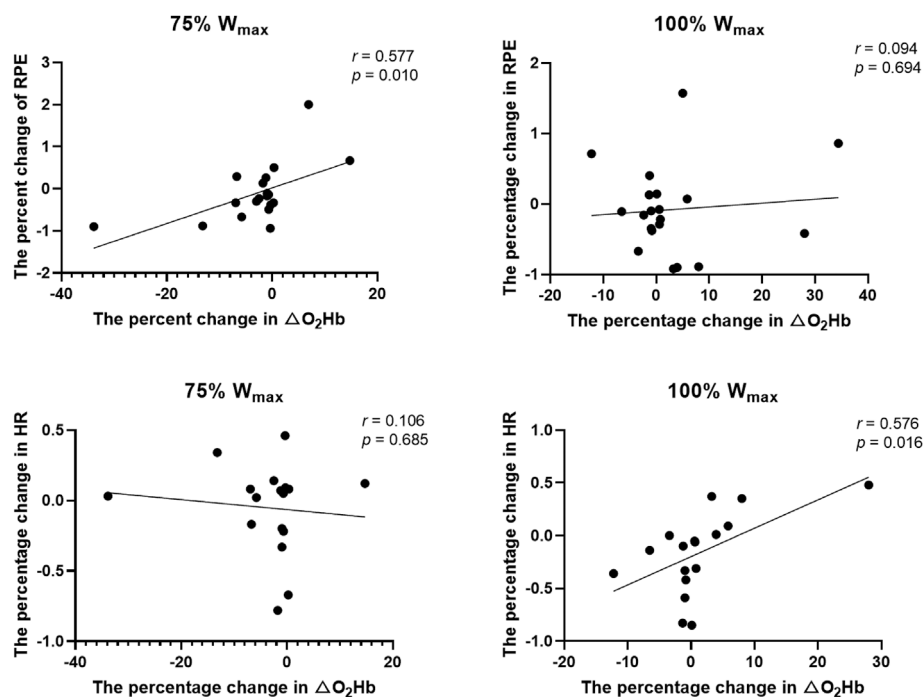 75% Wmax
r = 0.577
p = 0.010
The percent change of RPE
3
2
1
0
-1
-2
-40
-20
0
20
The percent change in △O2Hb
100% Wmax
r = 0.094
p = 0.694
The percentage change in RPE
2
1
0
-1
-20
-10
0
10
20
30
40
The percentage change in △O2Hb
75% Wmax
r = 0.106
p = 0.685
The percentage change in HR
0.5
0.0
-0.5
-1.0
-40
-20
0
20
The percentage change in △O2Hb
100% Wmax
r = 0.576
p = 0.016
The percentage change in HR
1.0
0.5
0.0
-0.5
-1.0
-20
-10
0
10
20
30
The percentage change in △O2Hb